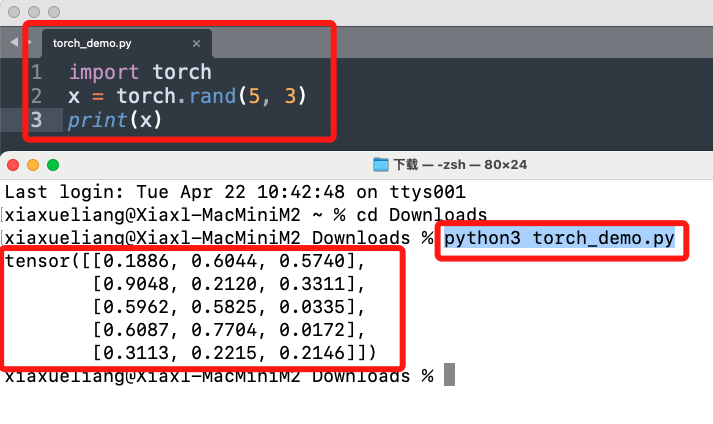 torch_demo.py
1 import torch
2 x = torch.rand(5, 3)
3 print(x)
下载 — -zsh — 80×24
Last login: Tue Apr 22 10:42:48 on ttys001
xiaxueliang@Xiaxl-MacMiniM2 ~ % cd Downloads
xiaxueliang@Xiaxl-MacMiniM2 Downloads % python3 torch_demo.py
tensor([[0.1886, 0.6044, 0.5740],
[0.9048, 0.2120, 0.3311],
[0.5962, 0.5825, 0.0335],
[0.6087, 0.7704, 0.0172],
[0.3113, 0.2215, 0.2146]])
xiaxueliang@Xiaxl-MacMiniM2 Downloads %